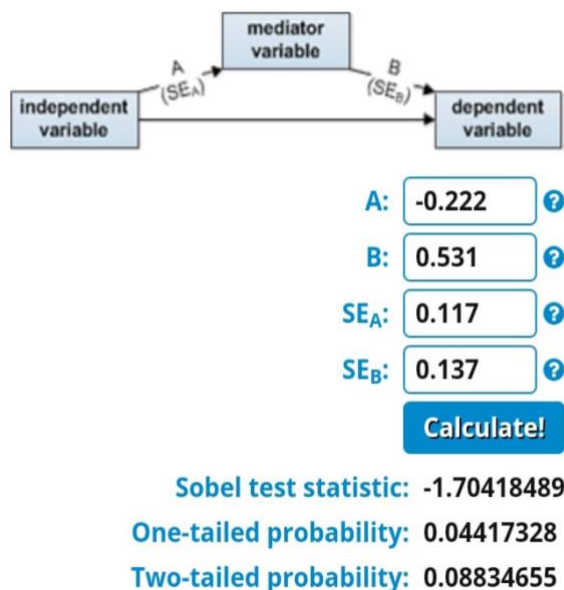 mediator
variable
A
(SEA)
B
(SEB)
independent
variable
dependent
variable
A: -0.222 ?
B: 0.531 ?
SEA: 0.117 ?
SEB: 0.137 ?
Calculate!
Sobel test statistic: -1.70418489
One-tailed probability: 0.04417328
Two-tailed probability: 0.08834655